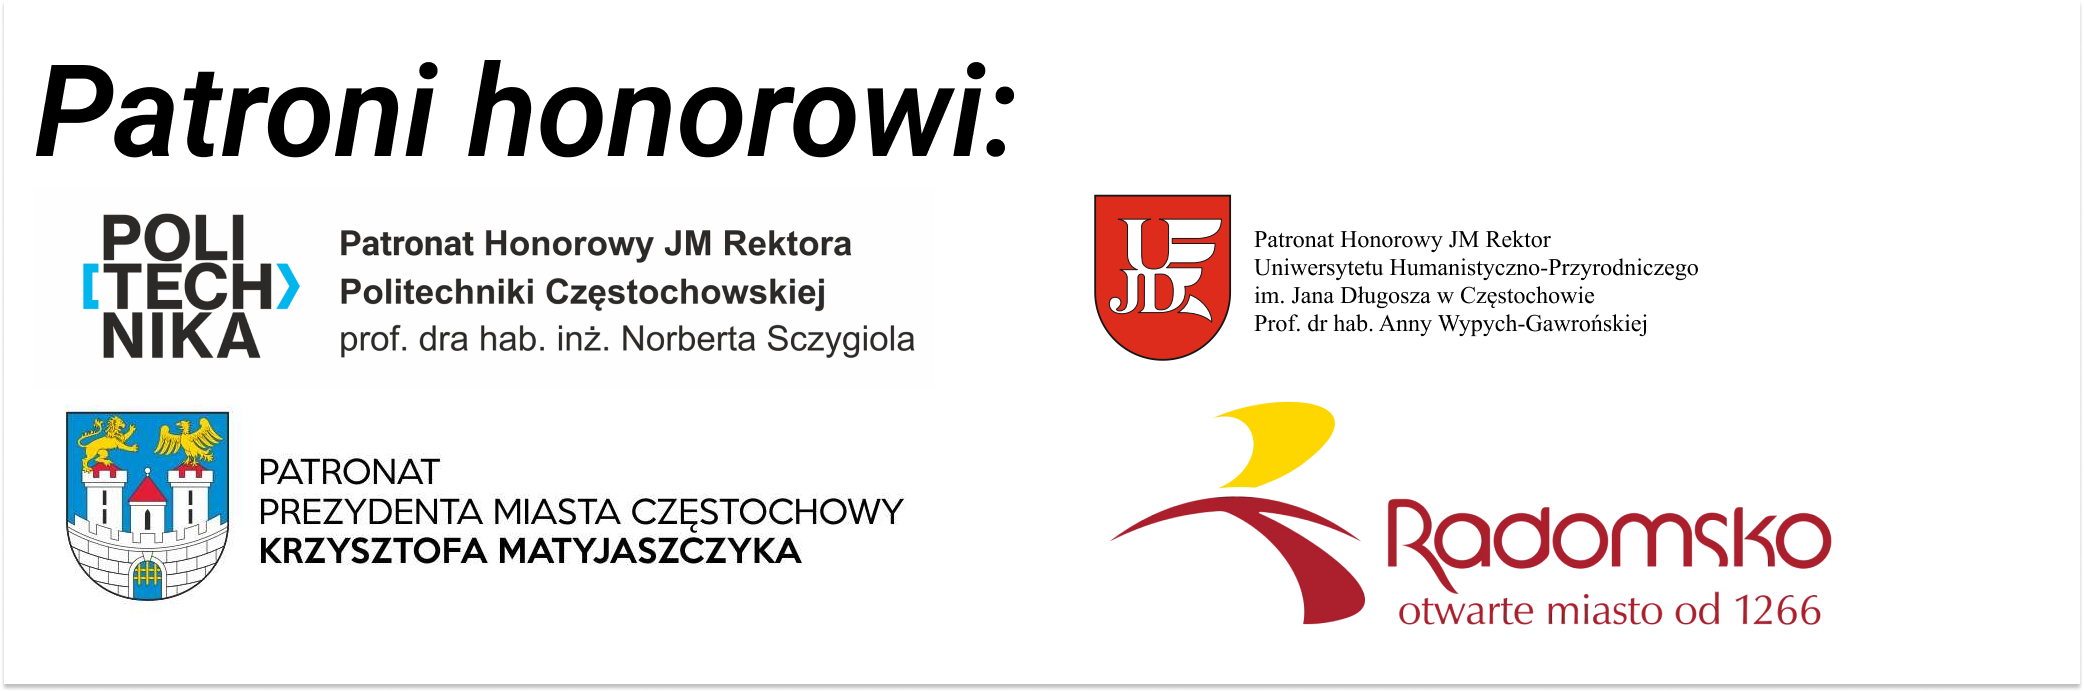 Patroni honorowi:
POLI
TECH
NIKA
Patronat Honorowy JM Rektora
Politechniki Częstochowskiej
prof. dra hab. inż. Norberta Sczygiola
UJD
Patronat Honorowy JM Rektor
Uniwersytetu Humanistyczno-Przyrodniczego
im. Jana Długosza w Częstochowie
Prof. dr hab. Anny Wypych-Gawrońskiej
PATRONAT
PREZYDENTA MIASTA CZĘSTOCHOWY
KRZYSZTOFA MATYJASZCZYKA
Radomsko
otwarte miasto od 1266